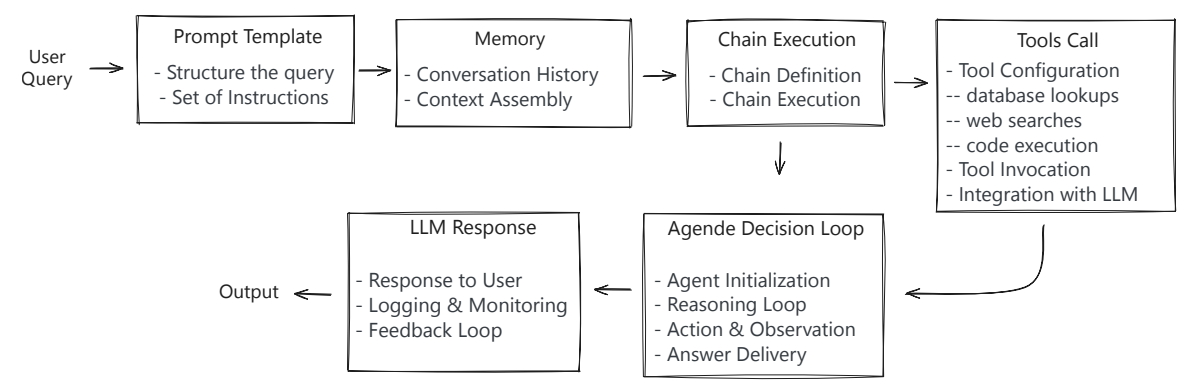 User
Query
Prompt Template
- Structure the query
- Set of Instructions
Memory
- Conversation History
- Context Assembly
Chain Execution
- Chain Definition
- Chain Execution
Tools Call
- Tool Configuration
-- database lookups
-- web searches
-- code execution
- Tool Invocation
- Integration with LLM
Agende Decision Loop
- Agent Initialization
- Reasoning Loop
- Action & Observation
- Answer Delivery
LLM Response
- Response to User
- Logging & Monitoring
- Feedback Loop
Output